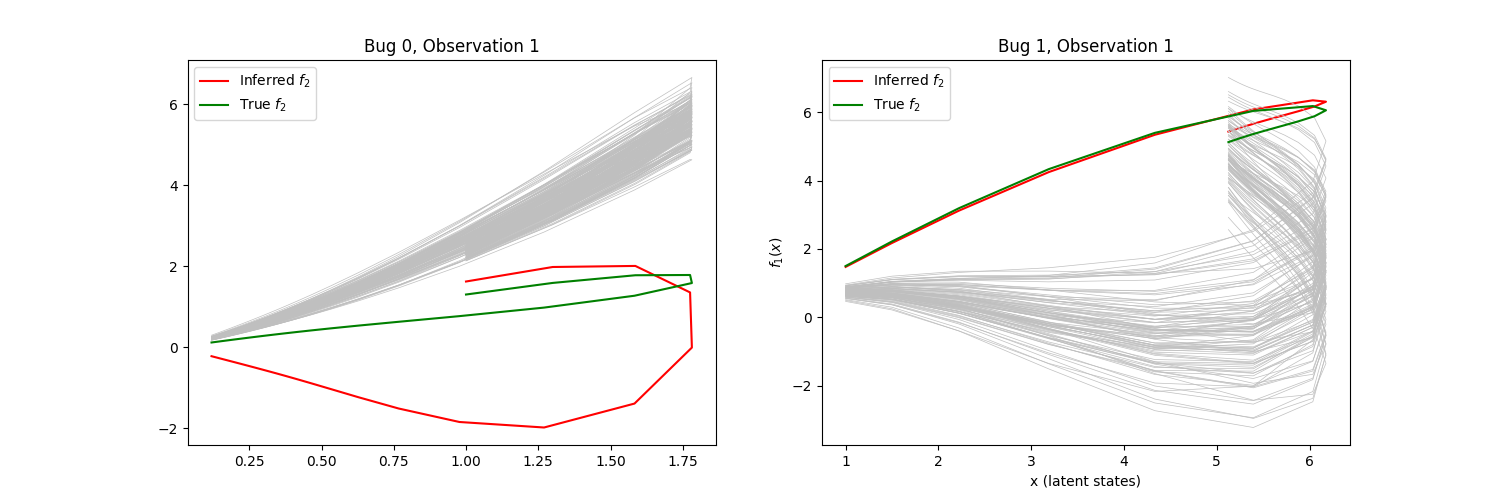 Bug 0, Observation 1
Inferred f₂
True f₂
6
4
2
0
−2
0.25 0.50 0.75 1.00 1.25 1.50 1.75
Bug 1, Observation 1
Inferred f₂
True f₂
f₁(x)
6
4
2
0
−2
1 2 3 4 5 6
x (latent states)